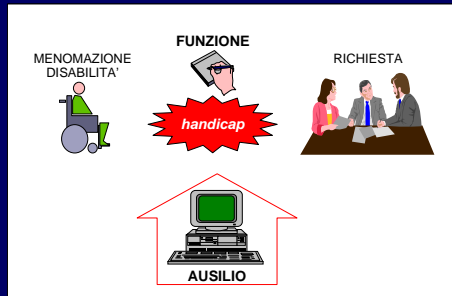 FUNZIONE
MENOMAZIONE
DISABILITA'
RICHIESTA
handicap
AUSILIO